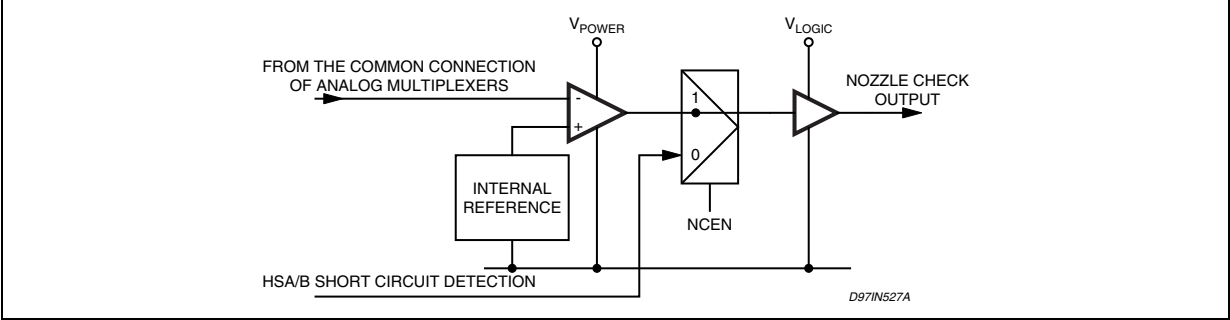 V_POWER
V_LOGIC
FROM THE COMMON CONNECTION
OF ANALOG MULTIPLEXERS
NOZZLE CHECK
OUTPUT
-
+
1
0
INTERNAL
REFERENCE
NCEN
HSA/B SHORT CIRCUIT DETECTION
D97IN527A